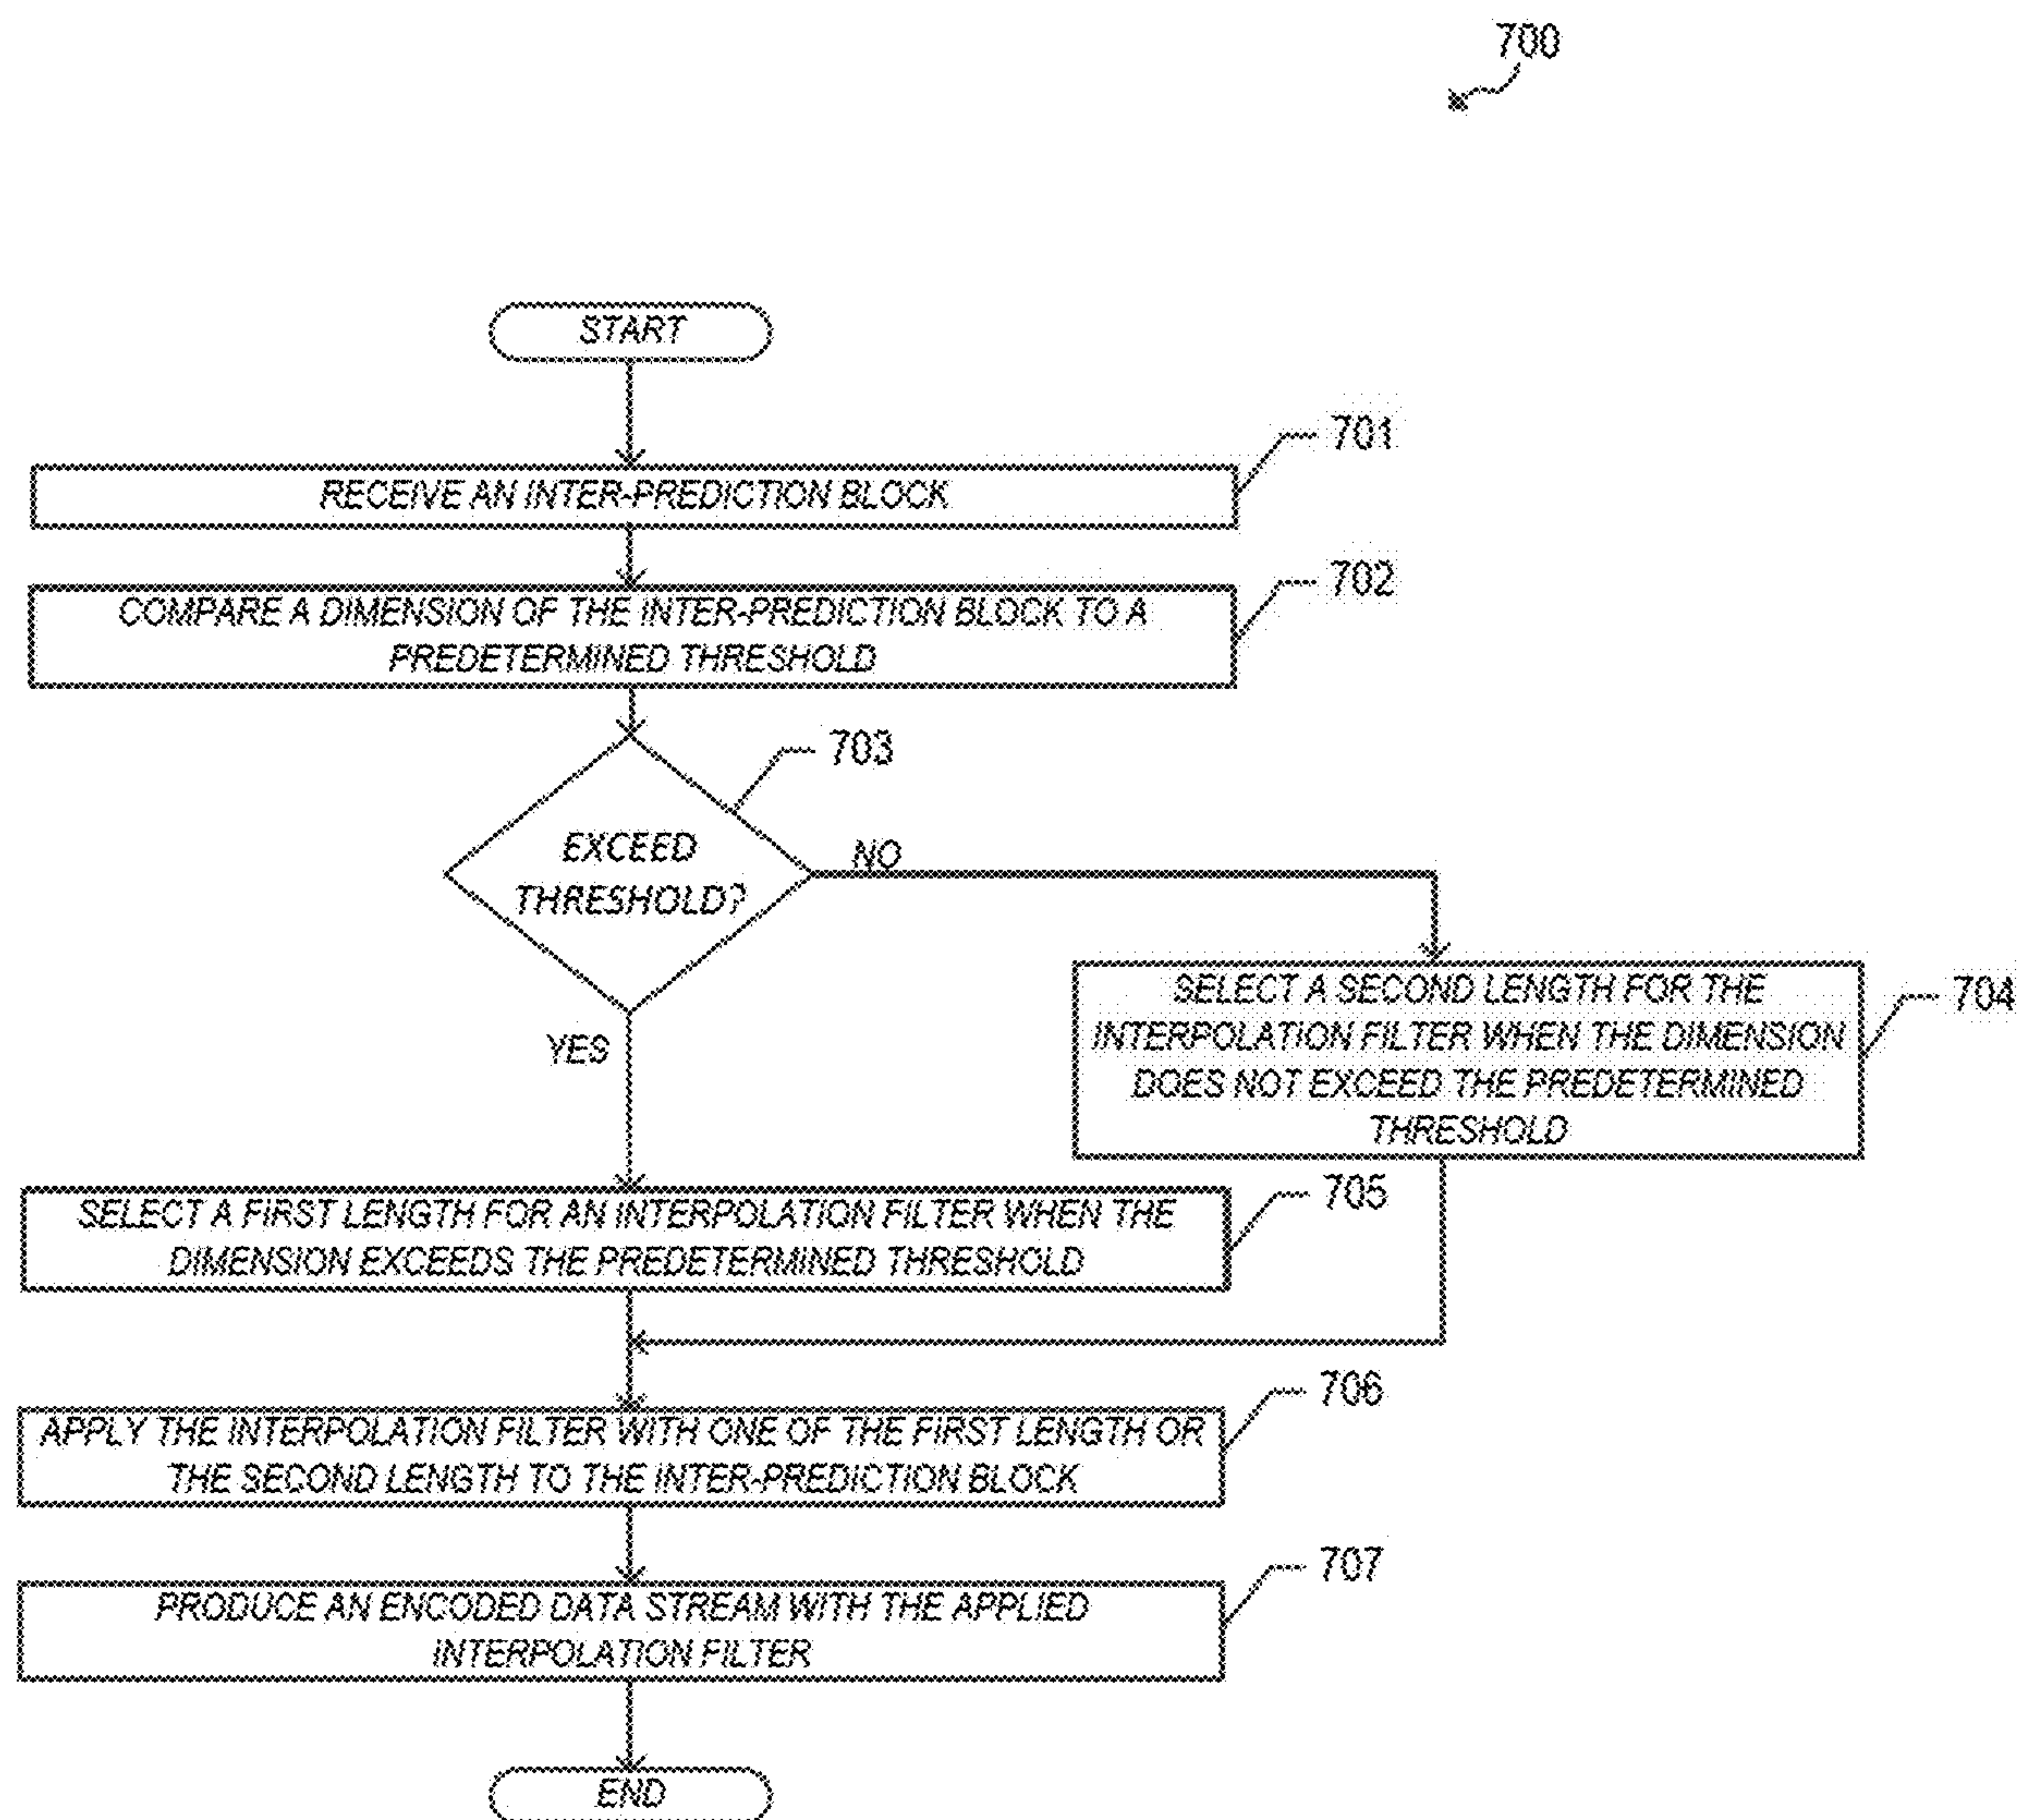 700
START
701
RECEIVE AN INTER-PREDICTION BLOCK
702
COMPARE A DIMENSION OF THE INTER-PREDICTION BLOCK TO A
PREDETERMINED THRESHOLD
703
EXCEED
THRESHOLD?
NO
YES
704
SELECT A SECOND LENGTH FOR THE
INTERPOLATION FILTER WHEN THE DIMENSION
DOES NOT EXCEED THE PREDETERMINED
THRESHOLD
705
SELECT A FIRST LENGTH FOR AN INTERPOLATION FILTER WHEN THE
DIMENSION EXCEEDS THE PREDETERMINED THRESHOLD
706
APPLY THE INTERPOLATION FILTER WITH ONE OF THE FIRST LENGTH OR
THE SECOND LENGTH TO THE INTER-PREDICTION BLOCK
707
PRODUCE AN ENCODED DATA STREAM WITH THE APPLIED
INTERPOLATION FILTER
END